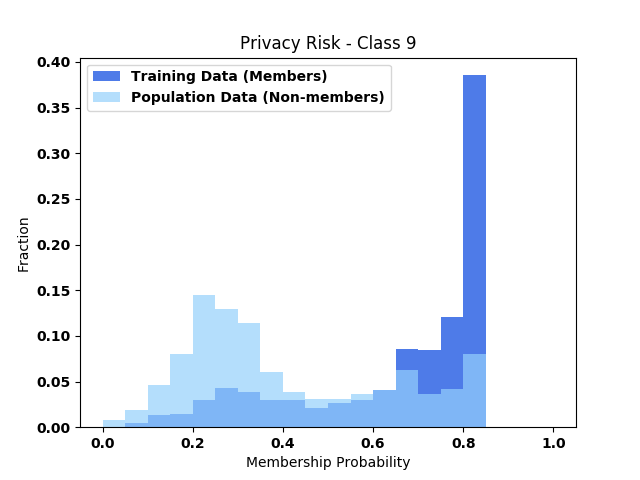 Privacy Risk - Class 9
Training Data (Members)
Population Data (Non-members)
0.40
0.35
0.30
0.25
0.20
0.15
0.10
0.05
0.00
Fraction
0.0 0.2 0.4 0.6 0.8 1.0
Membership Probability